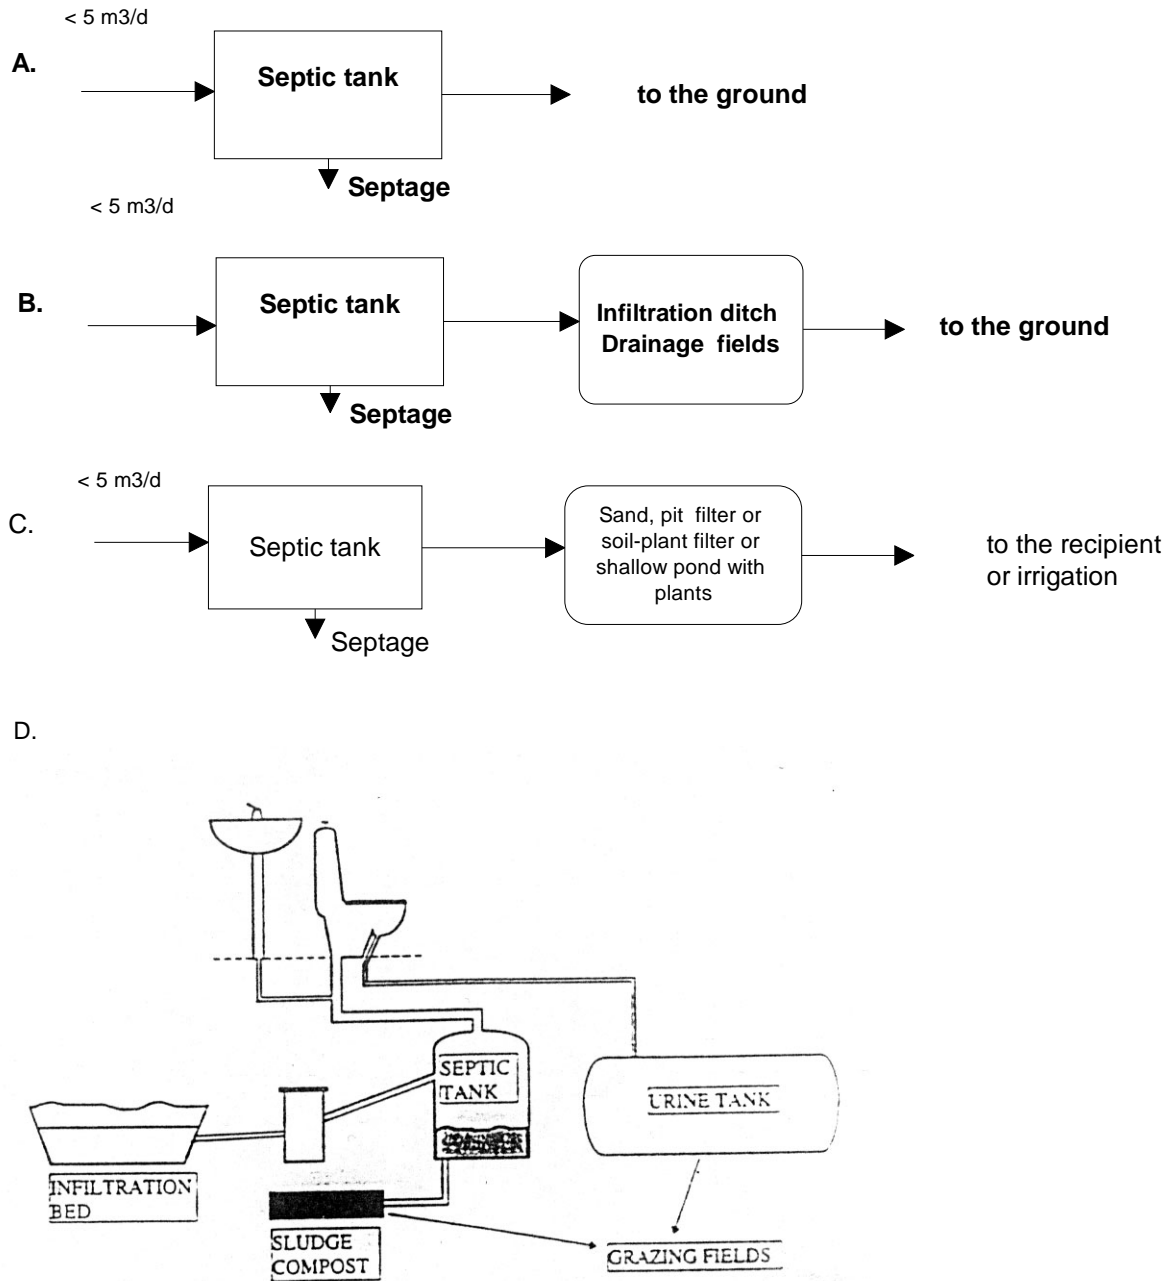 < 5 m3/d
A.
Septic tank
to the ground
Septage
< 5 m3/d
B.
Septic tank
Infiltration ditch
Drainage fields
to the ground
Septage
< 5 m3/d
C.
Septic tank
Sand, pit filter or
soil-plant filter or
shallow pond with
plants
to the recipient
or irrigation
Septage
D.
SEPTIC
TANK
URINE TANK
INFILTRATION
BED
SLUDGE
COMPOST
GRAZING FIELDS